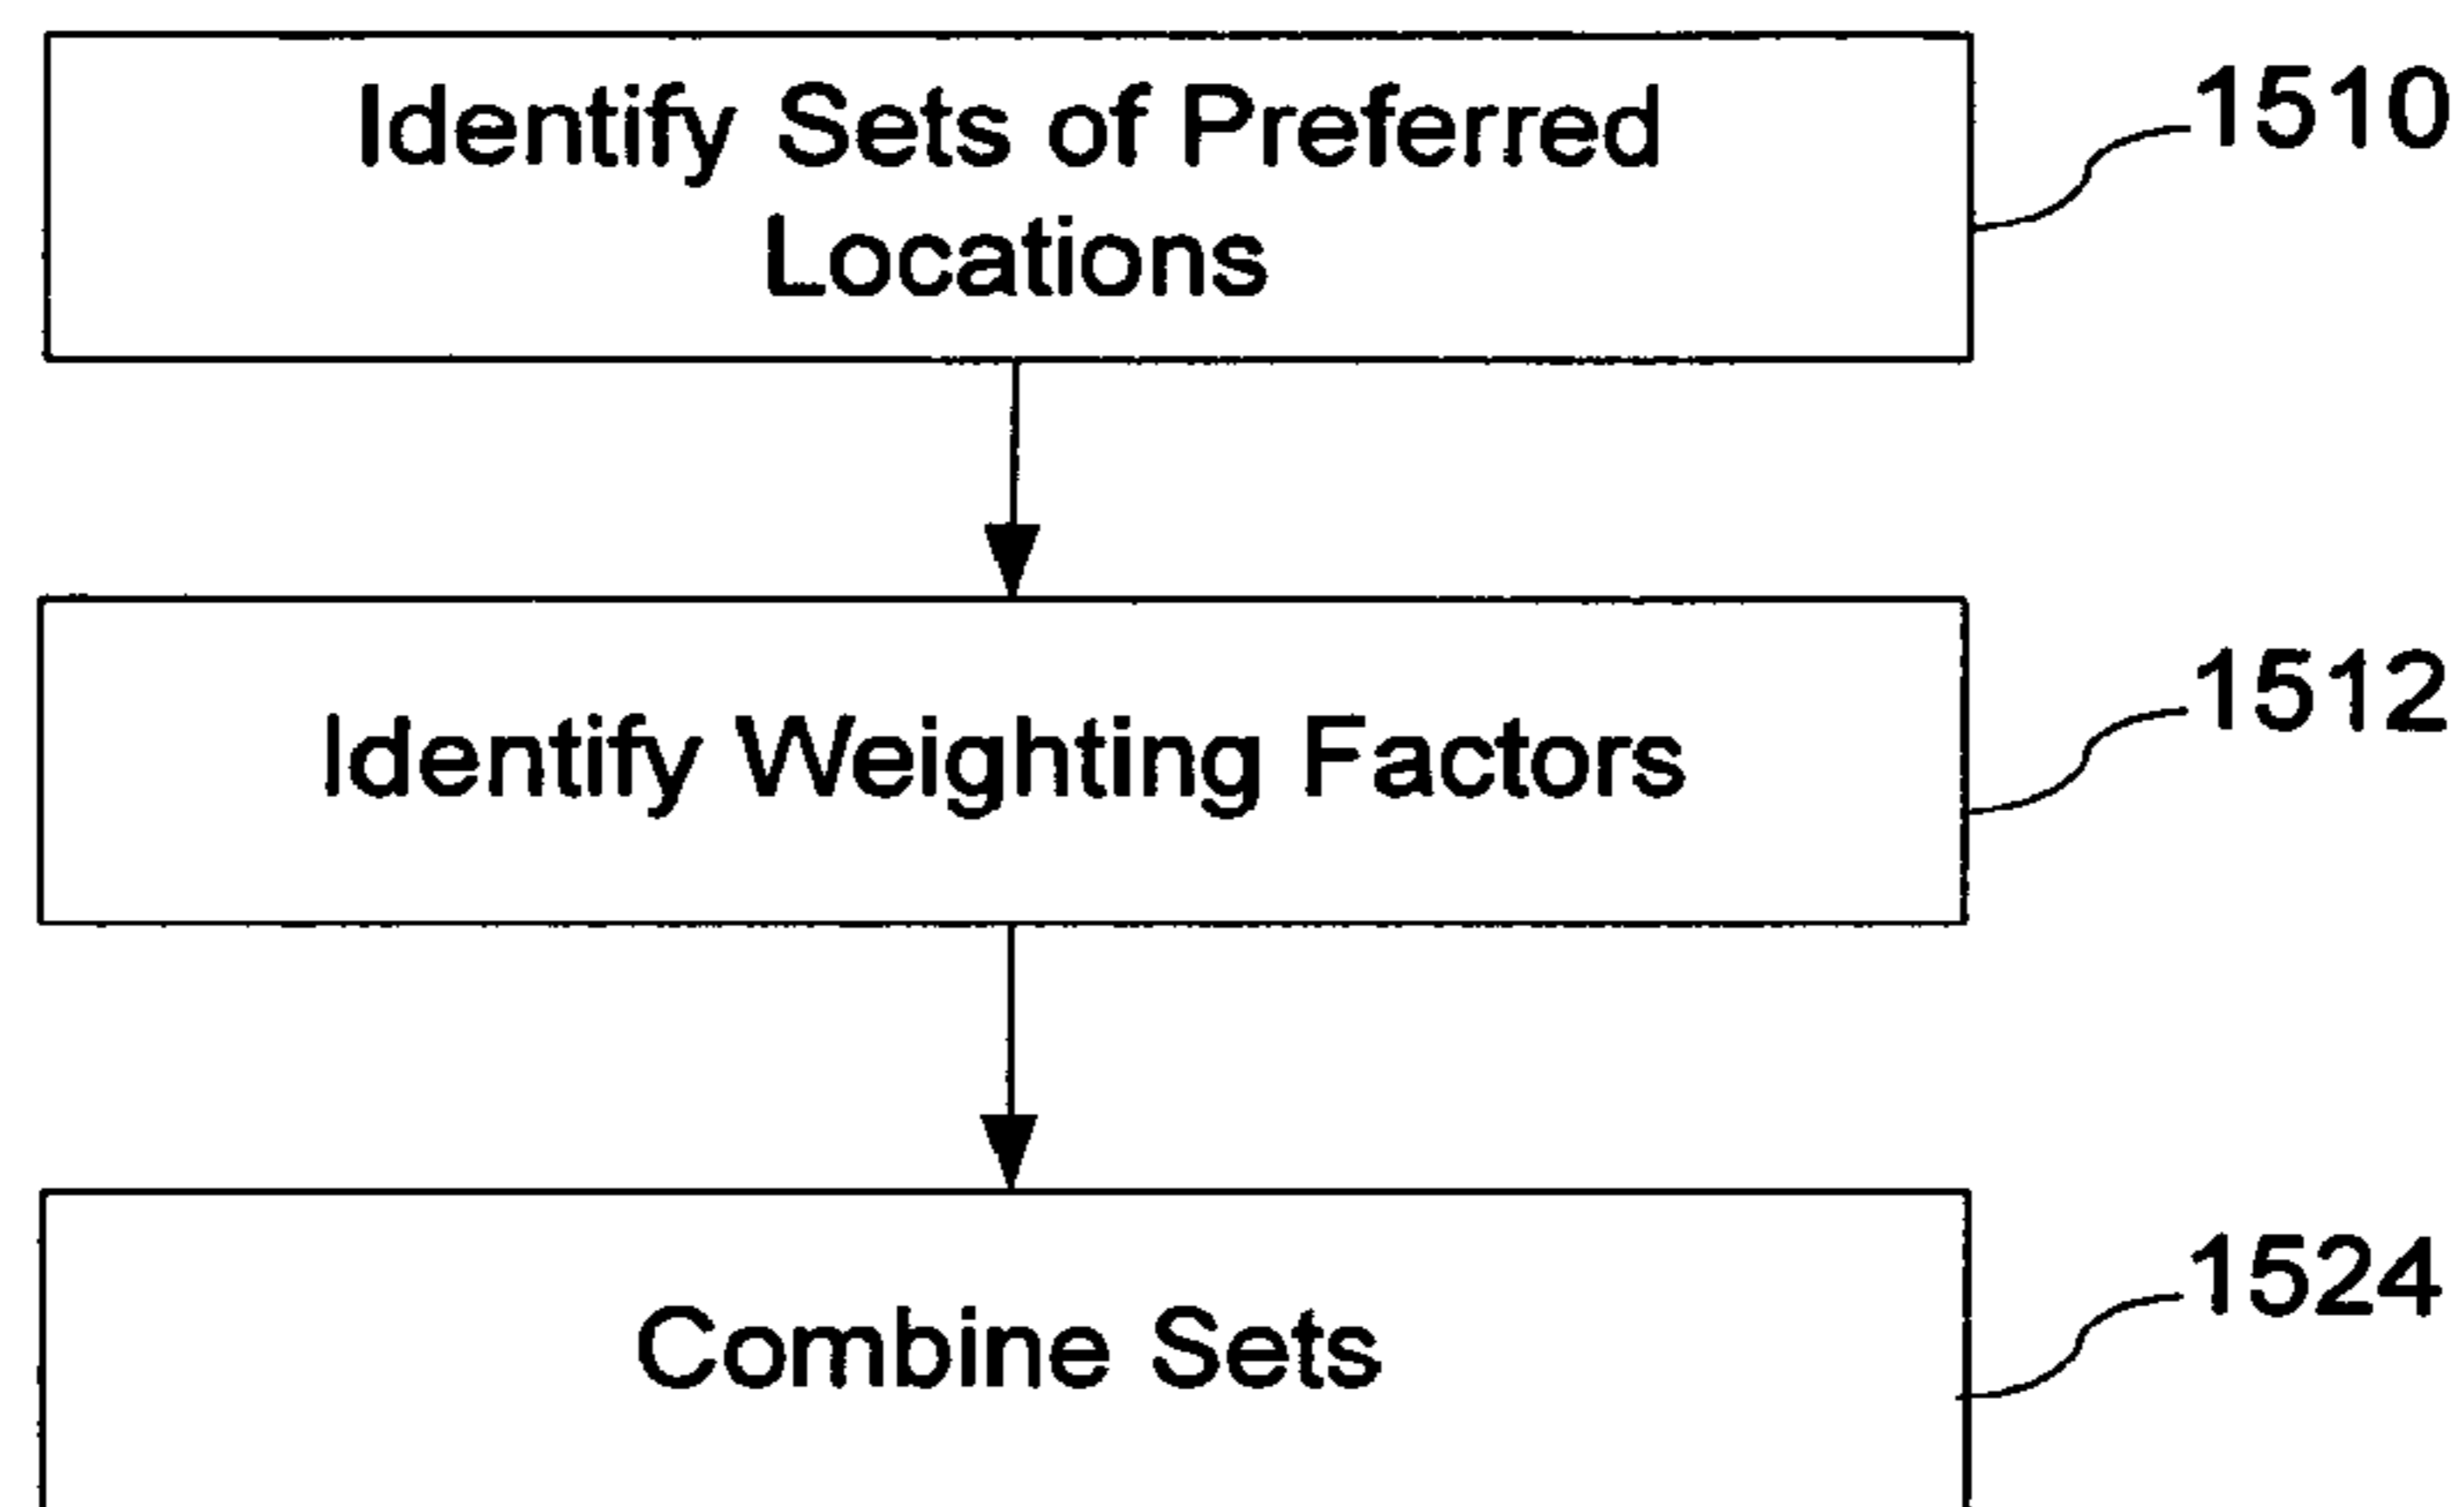 Identify Sets of Preferred
Locations
1510
Identify Weighting Factors
1512
Combine Sets
1524